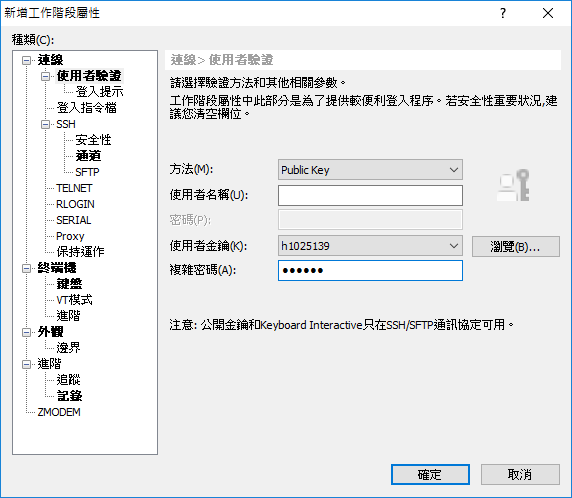 新增工作階段屬性
種類(C):
連線
使用者驗證
登入提示
登入指令檔
SSH
安全性
通道
SFTP
TELNET
RLOGIN
SERIAL
Proxy
保持運作
終端機
鍵盤
VT模式
進階
外觀
邊界
進階
追蹤
記錄
ZMODEM
連線 > 使用者驗證
請選擇驗證方法和其他相關參數。
工作階段屬性中此部分是為了提供較便利登入程序。若安全性重要狀況,建
議您清空欄位。
方法(M):
Public Key
使用者名稱(U):
密碼(P):
使用者金鑰(K):
h1025139
瀏覽(B)...
複雜密碼(A):
●●●●●●
注意: 公開金鑰和Keyboard Interactive只在SSH/SFTP通訊協定可用。
確定
取消